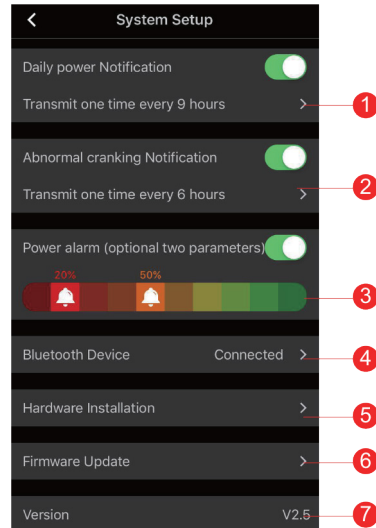 System Setup
Daily power Notification
Transmit one time every 9 hours
1
Abnormal cranking Notification
Transmit one time every 6 hours
2
Power alarm (optional two parameters)
20% 50%
3
Bluetooth Device Connected
4
Hardware Installation
5
Firmware Update
6
Version V2.5
7